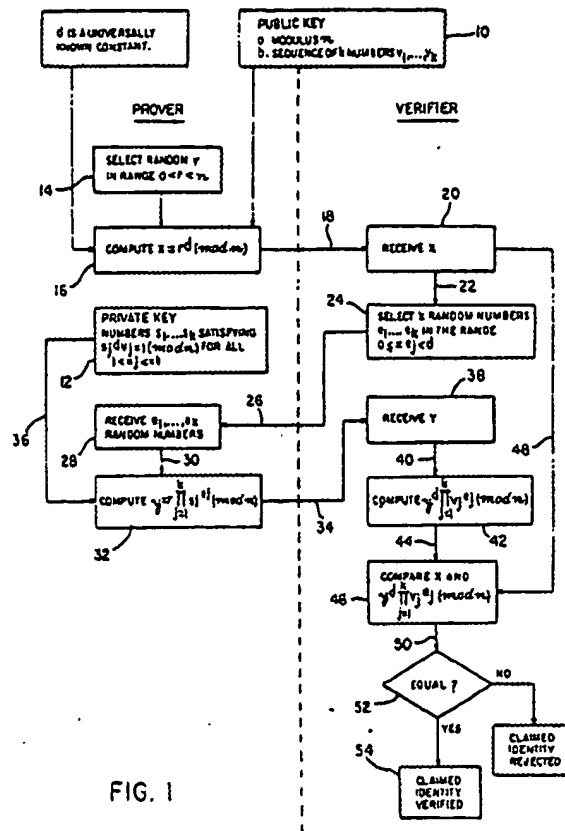 d IS A UNIVERSALLY
KNOWN CONSTANT.
PUBLIC KEY
a MODULUS n
b. SEQUENCE OF k NUMBERS v1,...,vk
10
PROVER
VERIFIER
SELECT RANDOM r
IN RANGE 0<r<n
14
COMPUTE x = r^d (mod n)
16
18
20
RECEIVE x
22
24
SELECT k RANDOM NUMBERS
e1,..., ek IN THE RANGE
0≤ = ej < d
PRIVATE KEY
NUMBERS s1,...,sk SATISFYING
sj^d vj=1(mod n) FOR ALL
12
26
RECEIVE e1,...,ek
RANDOM NUMBERS
28
30
36
38
RECEIVE Y
40
48
COMPUTE y=r ∏ j=1 k sj^ej (mod n)
32
34
COMPUTE y^d ∏ j=1 k vj^ej (mod n)
42
44
COMPARE X AND
y^d ∏ j=1 k vj^ej (mod n)
46
50
EQUAL ?
52
NO
YES
CLAIMED
IDENTITY
REJECTED
54
CLAIMED
IDENTITY
VERIFIED
FIG. 1